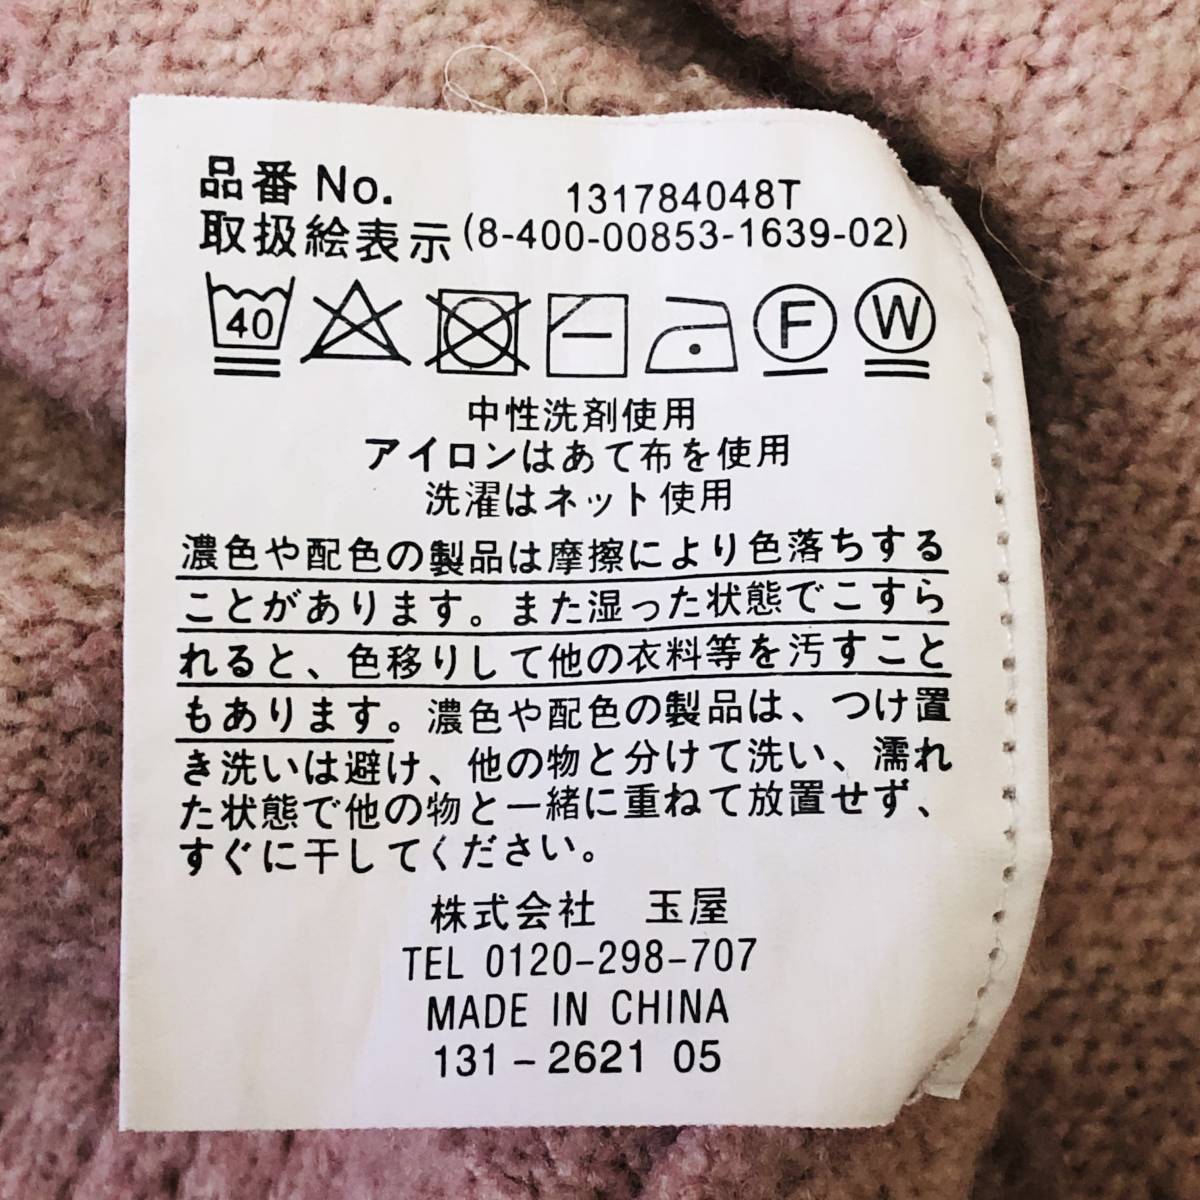 品番 No. 131784048T
取扱絵表示(8-400-00853-1639-02)
40 F W
中性洗剤使用
アイロンはあて布を使用
洗濯はネット使用
濃色や配色の製品は摩擦により色落ちする
ことがあります。また湿った状態でこすら
れると、色移りして他の衣料等を汚すこと
もあります。濃色や配色の製品は、つけ置
き洗いは避け、他の物と分けて洗い、濡れ
た状態で他の物と一緒に重ねて放置せず、
すぐに干してください。
株式会社 玉屋
TEL 0120-298-707
MADE IN CHINA
131-2621 05